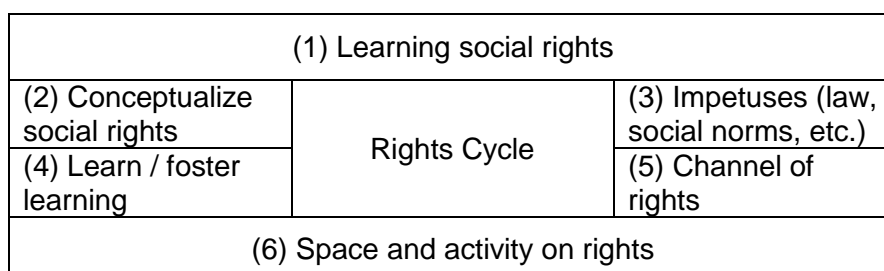 (1) Learning social rights
(2) Conceptualize
social rights
(3) Impetuses (law,
social norms, etc.)
Rights Cycle
(4) Learn / foster
learning
(5) Channel of
rights
(6) Space and activity on rights